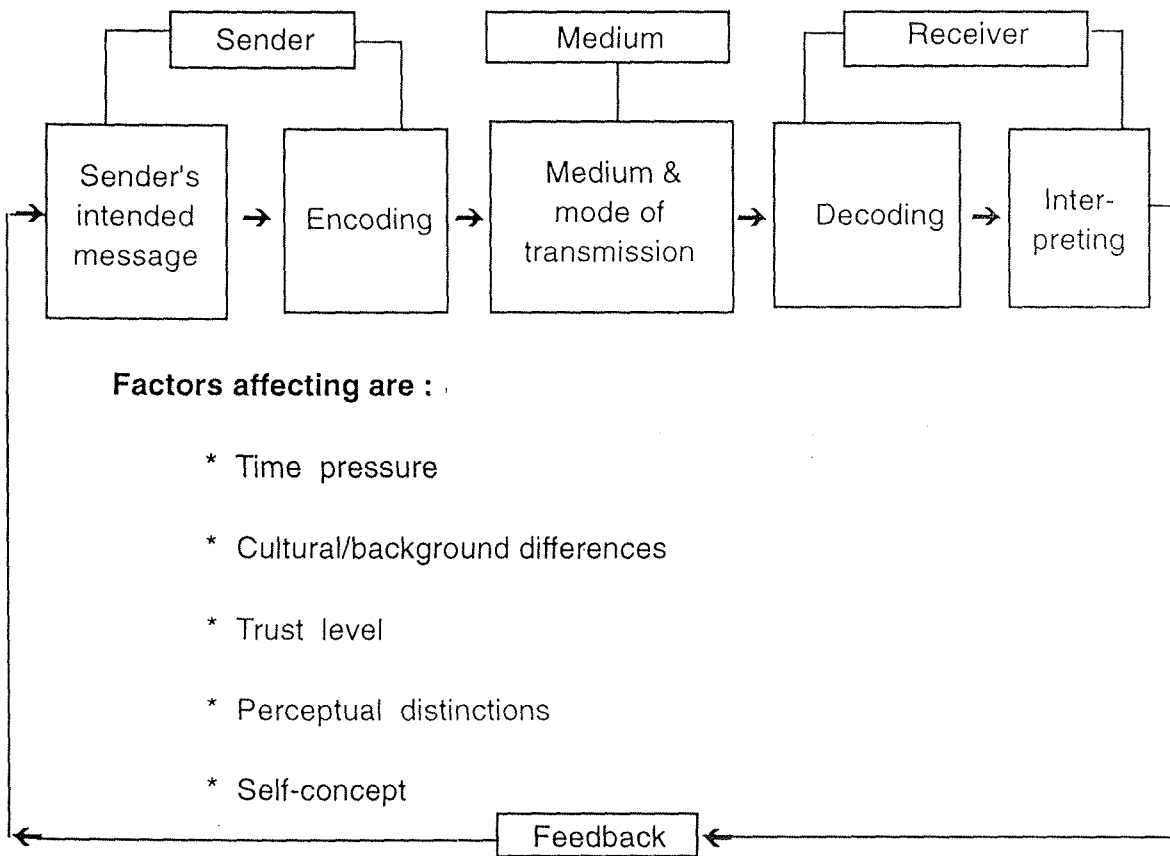 Sender
Medium
Receiver
Sender's
intended
message
Encoding
Medium &
mode of
transmission
Decoding
Inter-
preting
Factors affecting are :
* Time pressure
* Cultural/background differences
* Trust level
* Perceptual distinctions
* Self-concept
Feedback